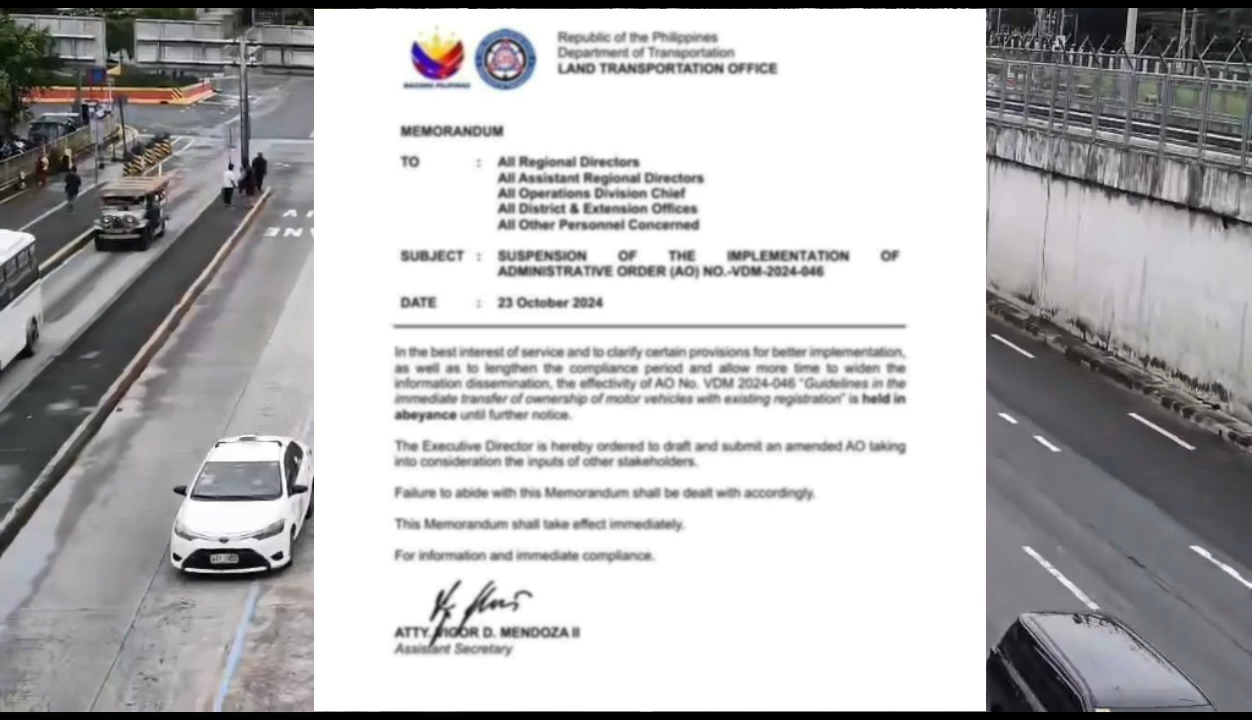 Republic of the Philippines
Department of Transportation
LAND TRANSPORTATION OFFICE
BAGONG PILIPINAS
MEMORANDUM
TO : All Regional Directors
All Assistant Regional Directors
All Operations Division Chief
All District & Extension Offices
All Other Personnel Concerned
SUBJECT : SUSPENSION OF THE IMPLEMENTATION OF
ADMINISTRATIVE ORDER (AO) NO.-VDM-2024-046
DATE : 23 October 2024
In the best interest of service and to clarify certain provisions for better implementation,
as well as to lengthen the compliance period and allow more time to widen the
information dissemination, the effectivity of AO No. VDM 2024-046 "Guidelines in the
immediate transfer of ownership of motor vehicles with existing registration" is held in
abeyance until further notice.
The Executive Director is hereby ordered to draft and submit an amended AO taking
into consideration the inputs of other stakeholders.
Failure to abide with this Memorandum shall be dealt with accordingly.
This Memorandum shall take effect immediately.
For information and immediate compliance.
ATTY. VIGOR D. MENDOZA II
Assistant Secretary